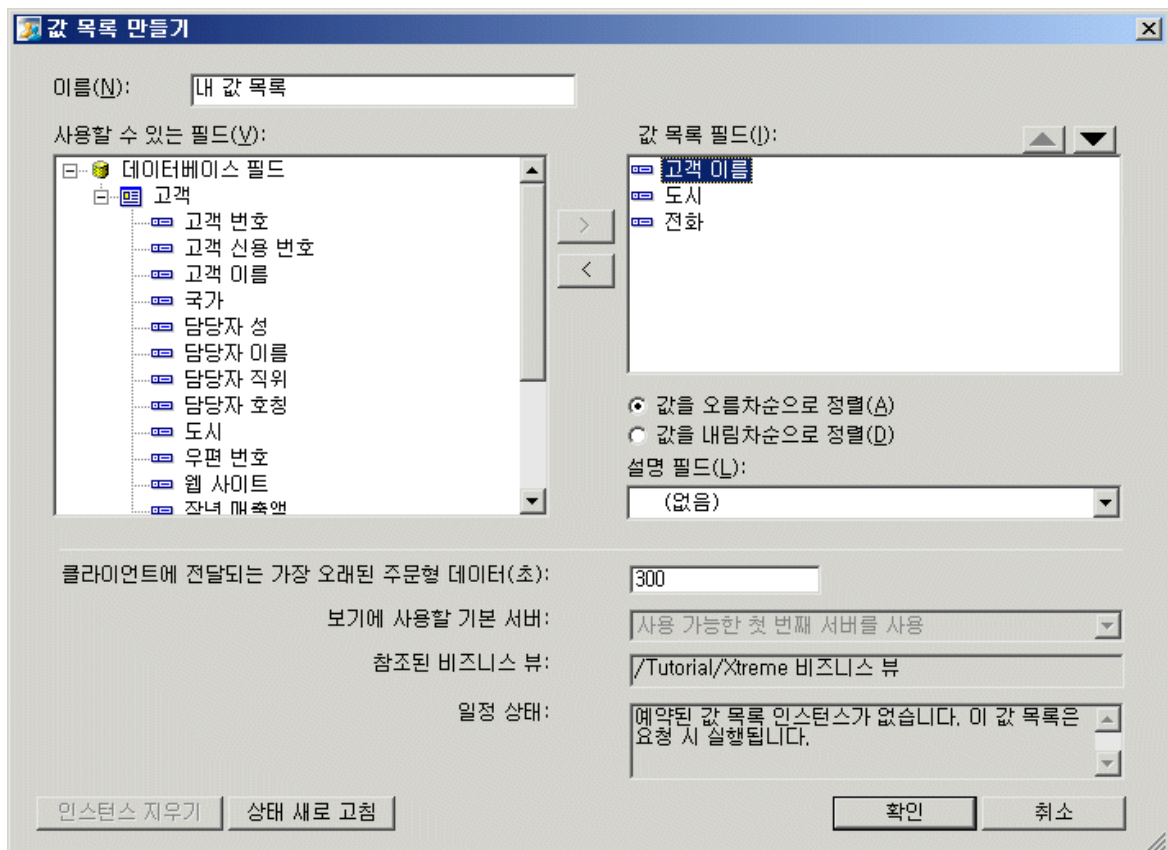 값 목록 만들기
이름(N):
내 값 목록
사용할 수 있는 필드(V):
데이터베이스 필드
고객
고객 번호
고객 신용 번호
고객 이름
국가
담당자 성
담당자 이름
담당자 직위
담당자 호칭
도시
우편 번호
웹 사이트
작년 매출액
>
<
값 목록 필드(I):
고객 이름
도시
전화
값을 오름차순으로 정렬(A)
값을 내림차순으로 정렬(D)
설명 필드(L):
(없음)
클라이언트에 전달되는 가장 오래된 주문형 데이터(초):
300
보기에 사용할 기본 서버:
사용 가능한 첫 번째 서버를 사용
참조된 비즈니스 뷰:
/Tutorial/Xtreme 비즈니스 뷰
일정 상태:
예약된 값 목록 인스턴스가 없습니다. 이 값 목록은
요청 시 실행됩니다.
인스턴스 지우기
상태 새로 고침
확인
취소